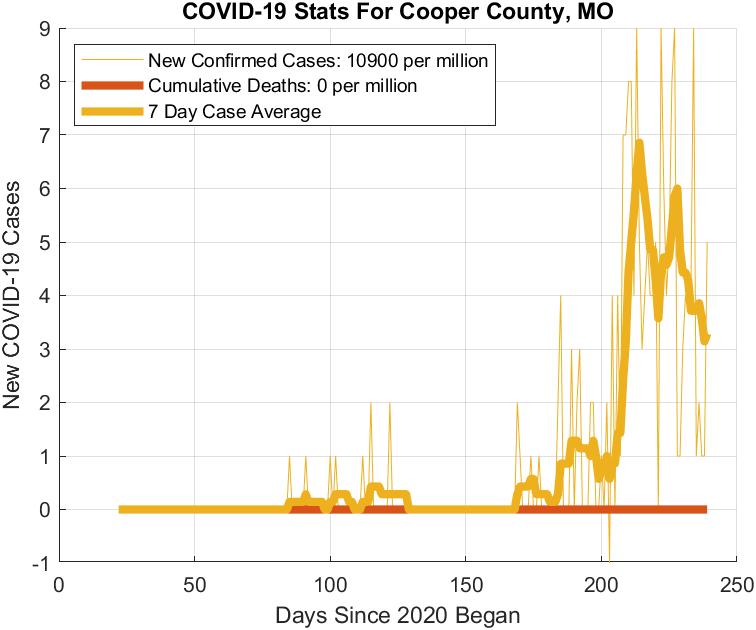 COVID-19 Stats For Cooper County, MO
New Confirmed Cases: 10900 per million
Cumulative Deaths: 0 per million
7 Day Case Average
New COVID-19 Cases
9
8
7
6
5
4
3
2
1
0
-1
0 50 100 150 200 250
Days Since 2020 Began